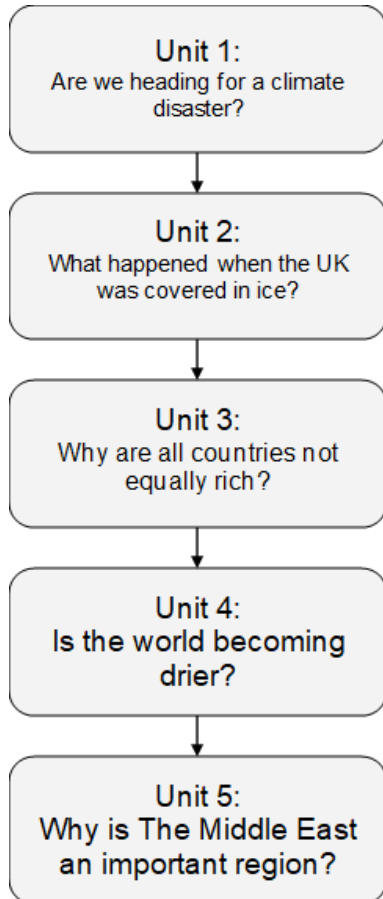 Unit 1:
Are we heading for a climate
disaster?
Unit 2:
What happened when the UK
was covered in ice?
Unit 3:
Why are all countries not
equally rich?
Unit 4:
Is the world becoming
drier?
Unit 5:
Why is The Middle East
an important region?